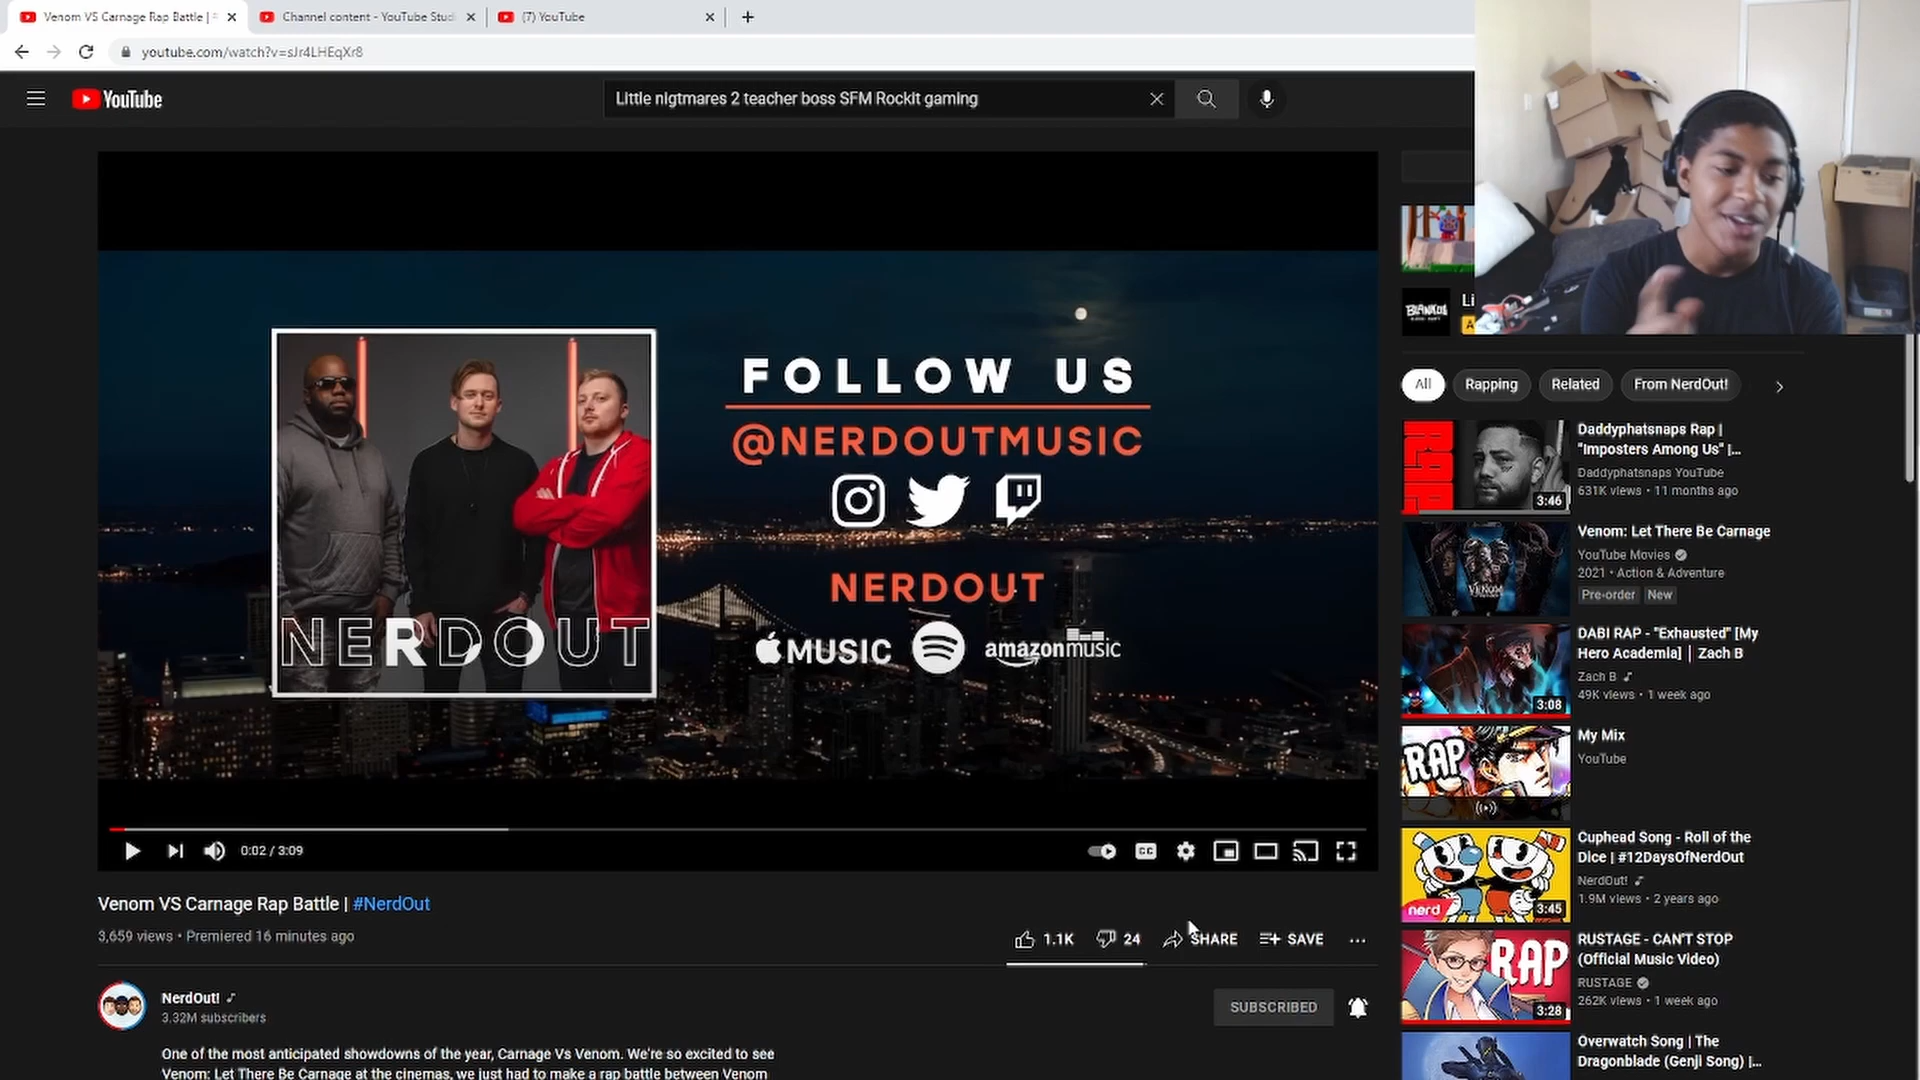 Venom VS Carnage Rap Battle |
Channel content - YouTube Stud
(7) YouTube
youtube.com/watch?v=sJr4LHEqXr8
YouTube
Little nigtmares 2 teacher boss SFM Rockit gaming
FOLLOW US
@NERDOUTMUSIC
NERDOUT
MUSIC
amazon music
NERDOUT
0:02 / 3:09
CC
Venom VS Carnage Rap Battle | #NerdOut
3,659 views • Premiered 16 minutes ago
1.1K
24
SHARE
SAVE
NerdOut!
3.32M subscribers
SUBSCRIBED
One of the most anticipated showdowns of the year, Carnage Vs Venom. We're so excited to see
Venom: Let There Be Carnage at the cinemas, we just had to make a rap battle between Venom
BLANKOS
Li
A
All
Rapping
Related
From NerdOut!
Daddyphatsnaps Rap |
"Imposters Among Us" |...
Daddyphatsnaps YouTube
631K views • 11 months ago
RAP
3:46
Venom: Let There Be Carnage
YouTube Movies
2021 • Action & Adventure
Pre-order
New
VENOM
DABI RAP - "Exhausted" [My
Hero Academia] | Zach B
Zach B
49K views • 1 week ago
3:08
My Mix
YouTube
RAP
Cuphead Song - Roll of the
Dice | #12DaysOfNerdOut
NerdOut!
1.9M views • 2 years ago
nerd
3:45
RUSTAGE - CAN'T STOP
(Official Music Video)
RUSTAGE
262K views • 1 week ago
RAP
3:28
Overwatch Song | The
Dragonblade (Genji Song) |...